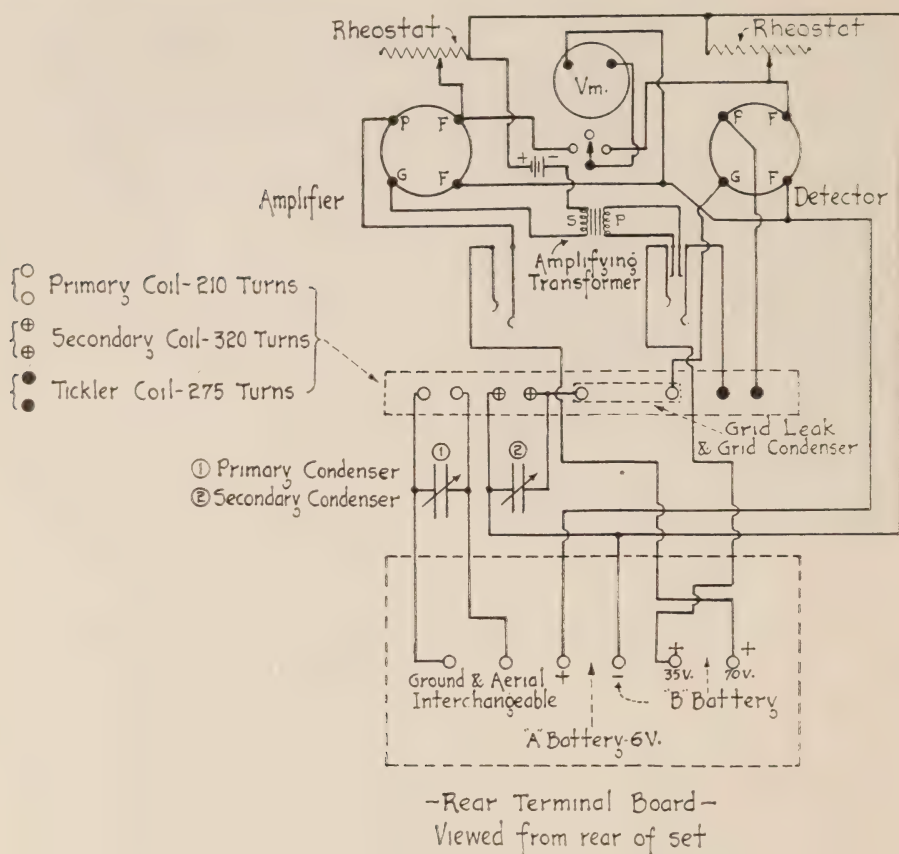 Rheostat
Rheostat
Vm.
P F
G F
+ -
P F
G F
Amplifier
Detector
S P
Amplifying
Transformer
Primary Coil-210 Turns
Secondary Coil-320 Turns
Tickler Coil-275 Turns
Grid Leak
& Grid Condenser
① ②
① Primary Condenser
② Secondary Condenser
+ - + +
35V. 70V.
Ground & Aerial
Interchangeable
"B" Battery
"A" Battery-6V.
-Rear Terminal Board-
Viewed from rear of set